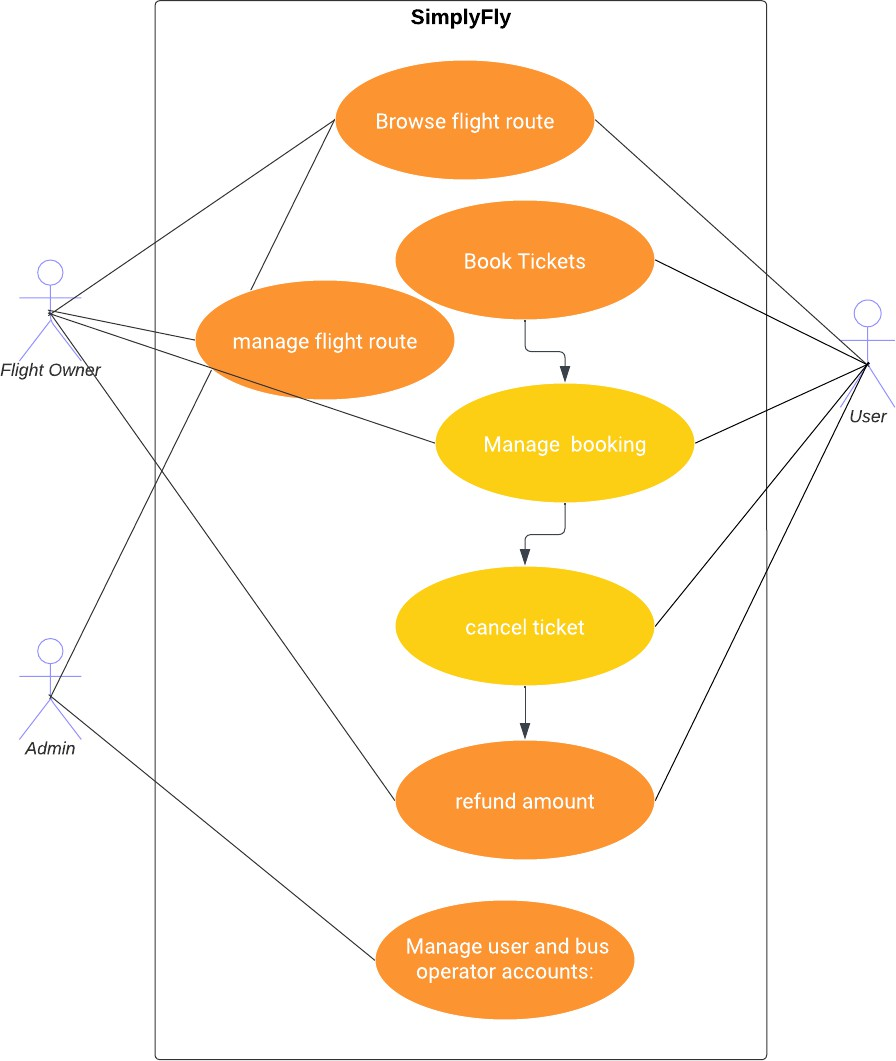 SimplyFly
Browse flight route
Book Tickets
manage flight route
Flight Owner
User
Manage  booking
cancel ticket
Admin
refund amount
Manage user and bus
operator accounts: